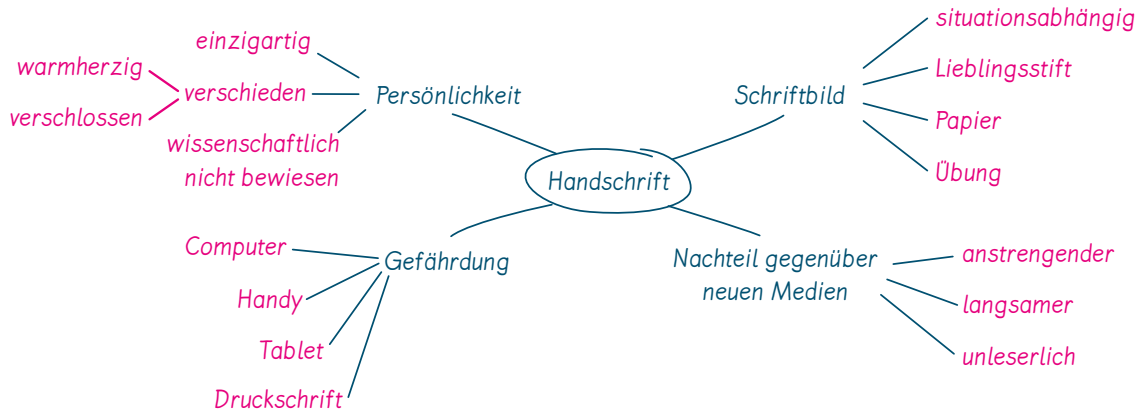 einzigartig
warmherzig
verschieden
verschlossen
wissenschaftlich
nicht bewiesen
Persönlichkeit
Schriftbild
situationsabhängig
Lieblingsstift
Papier
Übung
Handschrift
Computer
Handy
Tablet
Druckschrift
Gefährdung
Nachteil gegenüber
neuen Medien
anstrengender
langsamer
unleserlich